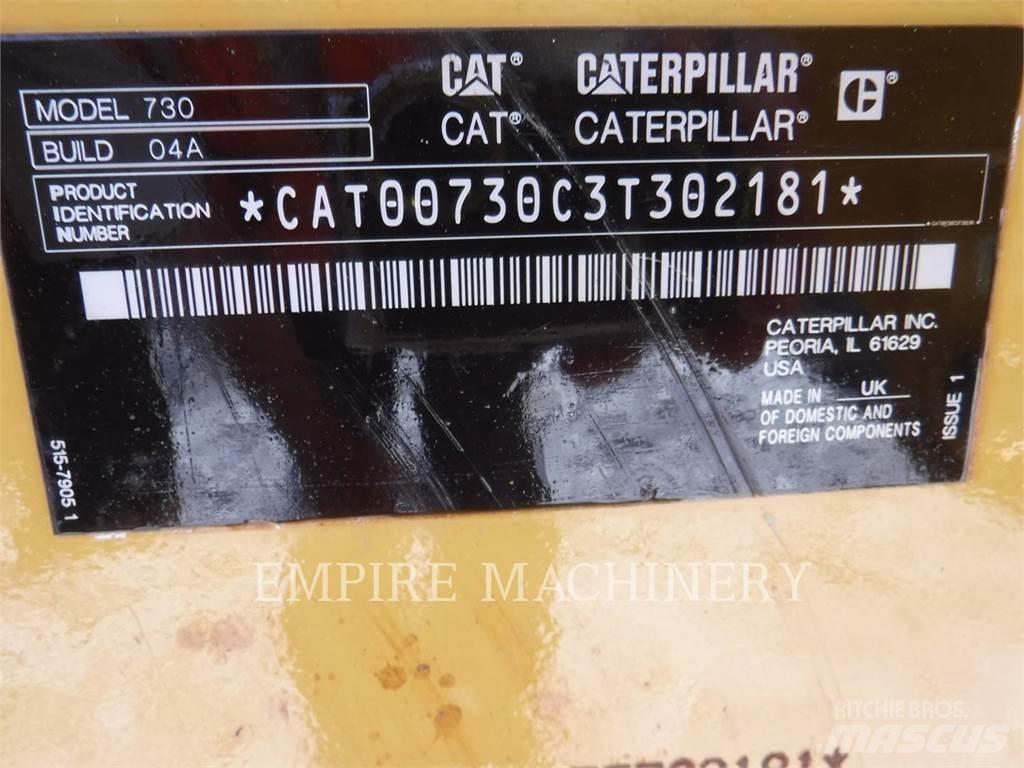 CAT® CATERPILLAR®
CAT® CATERPILLAR®
MODEL 730
BUILD 04A
PRODUCT
IDENTIFICATION
NUMBER
*CAT00730C3T302181*
CATERPILLAR INC.
PEORIA, IL 61629
USA
MADE IN UK
OF DOMESTIC AND
FOREIGN COMPONENTS
ISSUE 1
515-7905 1
EMPIRE MACHINERY
RITCHIE BROS.
MASCUS